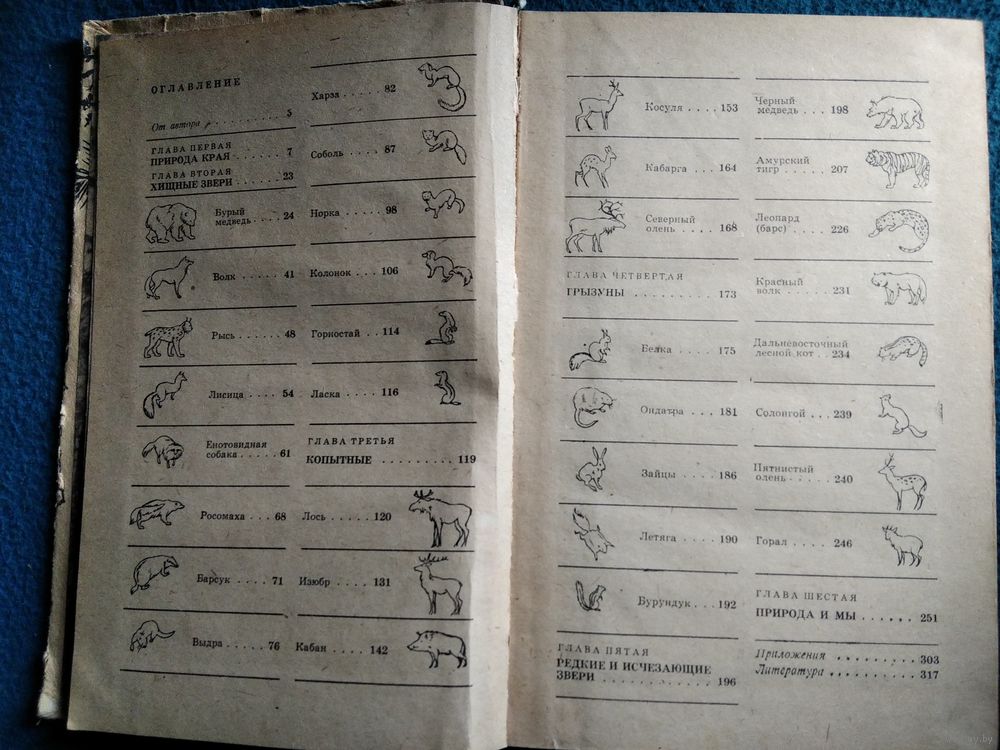 ОГЛАВЛЕНИЕ
От автора . . . . . . . . . 5
ГЛАВА ПЕРВАЯ
ПРИРОДА КРАЯ . . . . . . 7
ГЛАВА ВТОРАЯ
ХИЩНЫЕ ЗВЕРИ . . . . . 23
Бурый
медведь . . . . 24
Волк . . . . . . 41
Рысь . . . . . . 48
Лисица . . . . 54
Енотовидная
собака . . . . . 61
Росомаха . . . 68
Барсук . . . . 71
Выдра . . . . . 76
Харза . . . . . 82
Соболь . . . . 87
Норка . . . . 98
Колонок . . . 106
Горностай . . 114
Ласка . . . . . 116
ГЛАВА ТРЕТЬЯ
КОПЫТНЫЕ . . . . . . . . . 119
Лось . . . . . 120
Изюбр . . . . 131
Кабан . . . . 142
Косуля . . . . 153
Кабарга . . . 164
Северный
олень . . . . 168
ГЛАВА ЧЕТВЕРТАЯ
ГРЫЗУНЫ . . . . . . . . . 173
Белка . . . . 175
Ондатра . . . 181
Зайцы . . . . 186
Летяга . . . . 190
Бурундук . . 192
ГЛАВА ПЯТАЯ
РЕДКИЕ И ИСЧЕЗАЮЩИЕ
ЗВЕРИ . . . . . . . . . . . 196
Черный
медведь . . . 198
Амурский
тигр . . . . . 207
Леопард
(барс) . . . . 226
Красный
волк . . . . . . 231
Дальневосточный
лесной кот . . 234
Солонгой . . . 239
Пятнистый
олень . . . . . 240
Горал . . . . 246
ГЛАВА ШЕСТАЯ
ПРИРОДА И МЫ . . . . . . 251
Приложения . . . . . . . . . 303
Литература . . . . . . . . . . 317